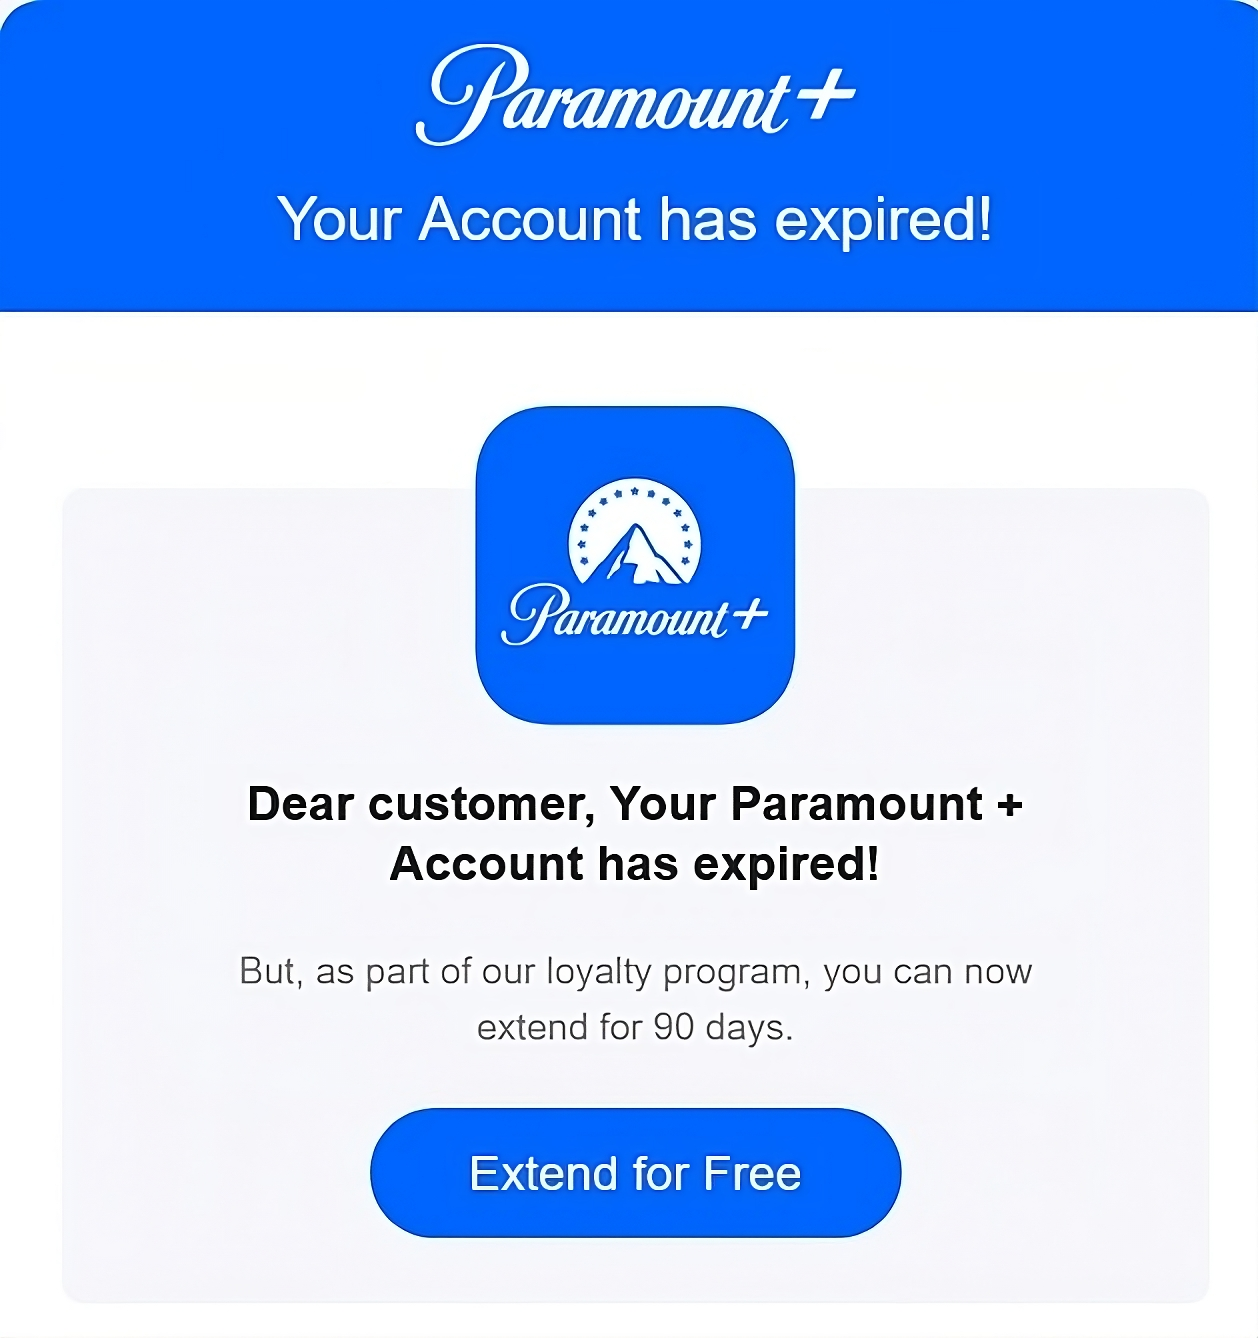 Paramount+
Your Account has expired!
Paramount+
Dear customer, Your Paramount +
Account has expired!
But, as part of our loyalty program, you can now
extend for 90 days.
Extend for Free